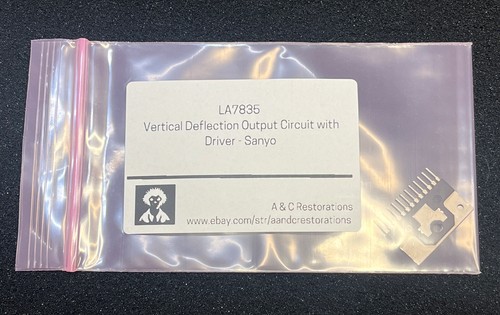 LA7835
Vertical Deflection Output Circuit with
Driver - Sanyo
A & C Restorations
www.ebay.com/str/aandcrestorations